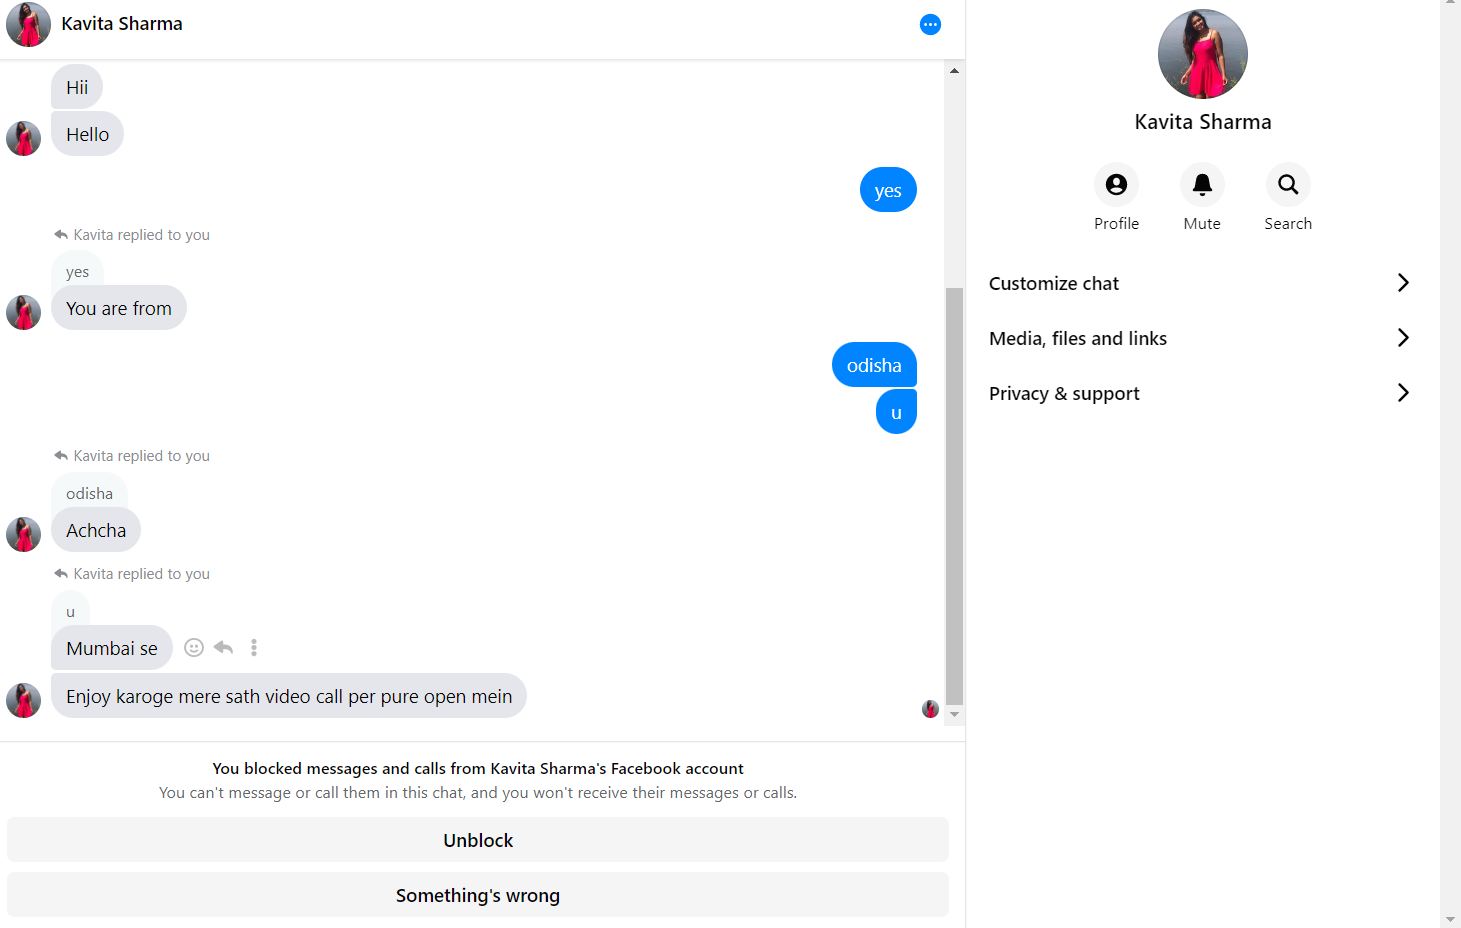 Kavita Sharma
Hii
Hello
yes
Kavita replied to you
yes
You are from
odisha
u
Kavita replied to you
odisha
Achcha
Kavita replied to you
u
Mumbai se
Enjoy karoge mere sath video call per pure open mein
You blocked messages and calls from Kavita Sharma's Facebook account
You can't message or call them in this chat, and you won't receive their messages or calls.
Unblock
Something's wrong
Kavita Sharma
Profile
Mute
Search
Customize chat
Media, files and links
Privacy & support